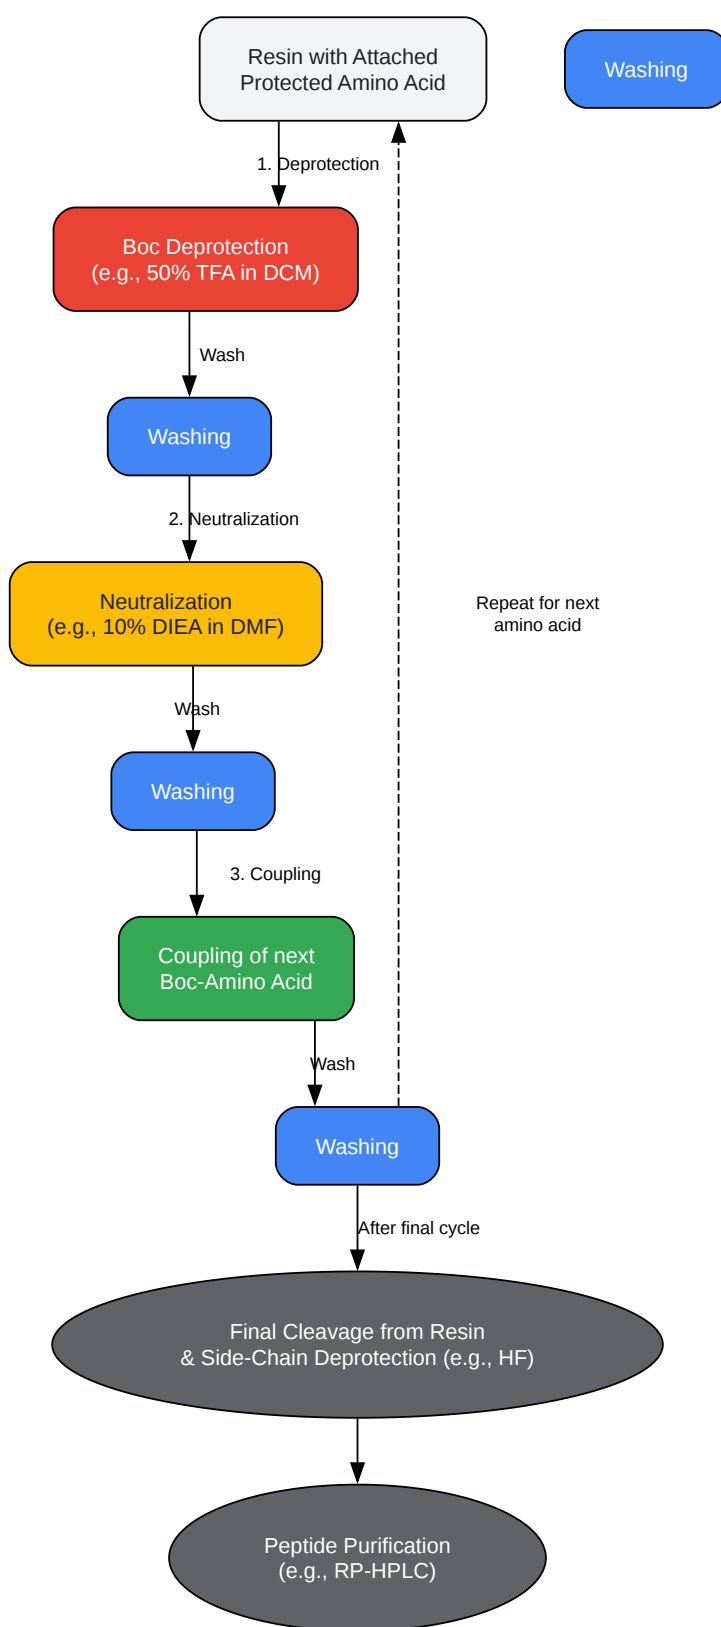 Resin with Attached
Protected Amino Acid
Washing
1. Deprotection
Boc Deprotection
(e.g., 50% TFA in DCM)
Wash
Washing
2. Neutralization
Neutralization
(e.g., 10% DIEA in DMF)
Repeat for next
amino acid
Wash
Washing
3. Coupling
Coupling of next
Boc-Amino Acid
Wash
Washing
After final cycle
Final Cleavage from Resin
& Side-Chain Deprotection (e.g., HF)
Peptide Purification
(e.g., RP-HPLC)